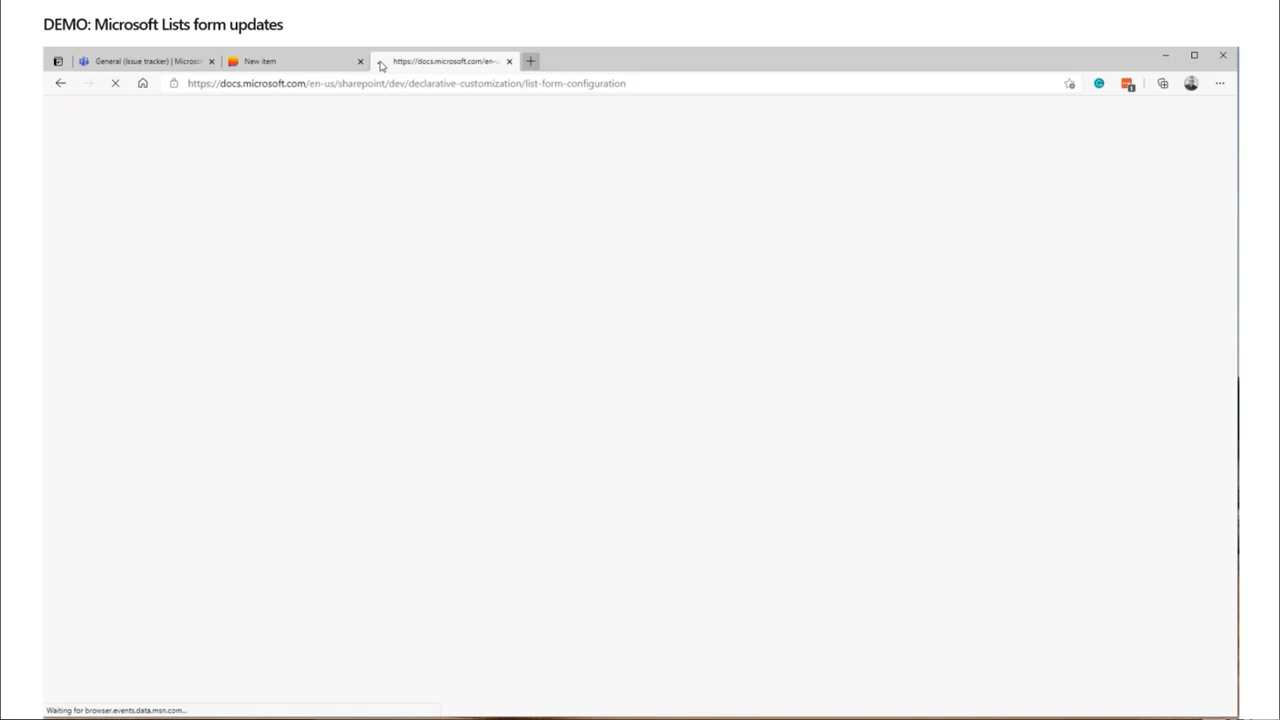 DEMO: Microsoft Lists form updates
General (Issue tracker) | Microso
New item
https://docs.microsoft.com/en-
https://docs.microsoft.com/en-us/sharepoint/dev/declarative-customization/list-form-configuration
Waiting for browser.events.data.msn.com...